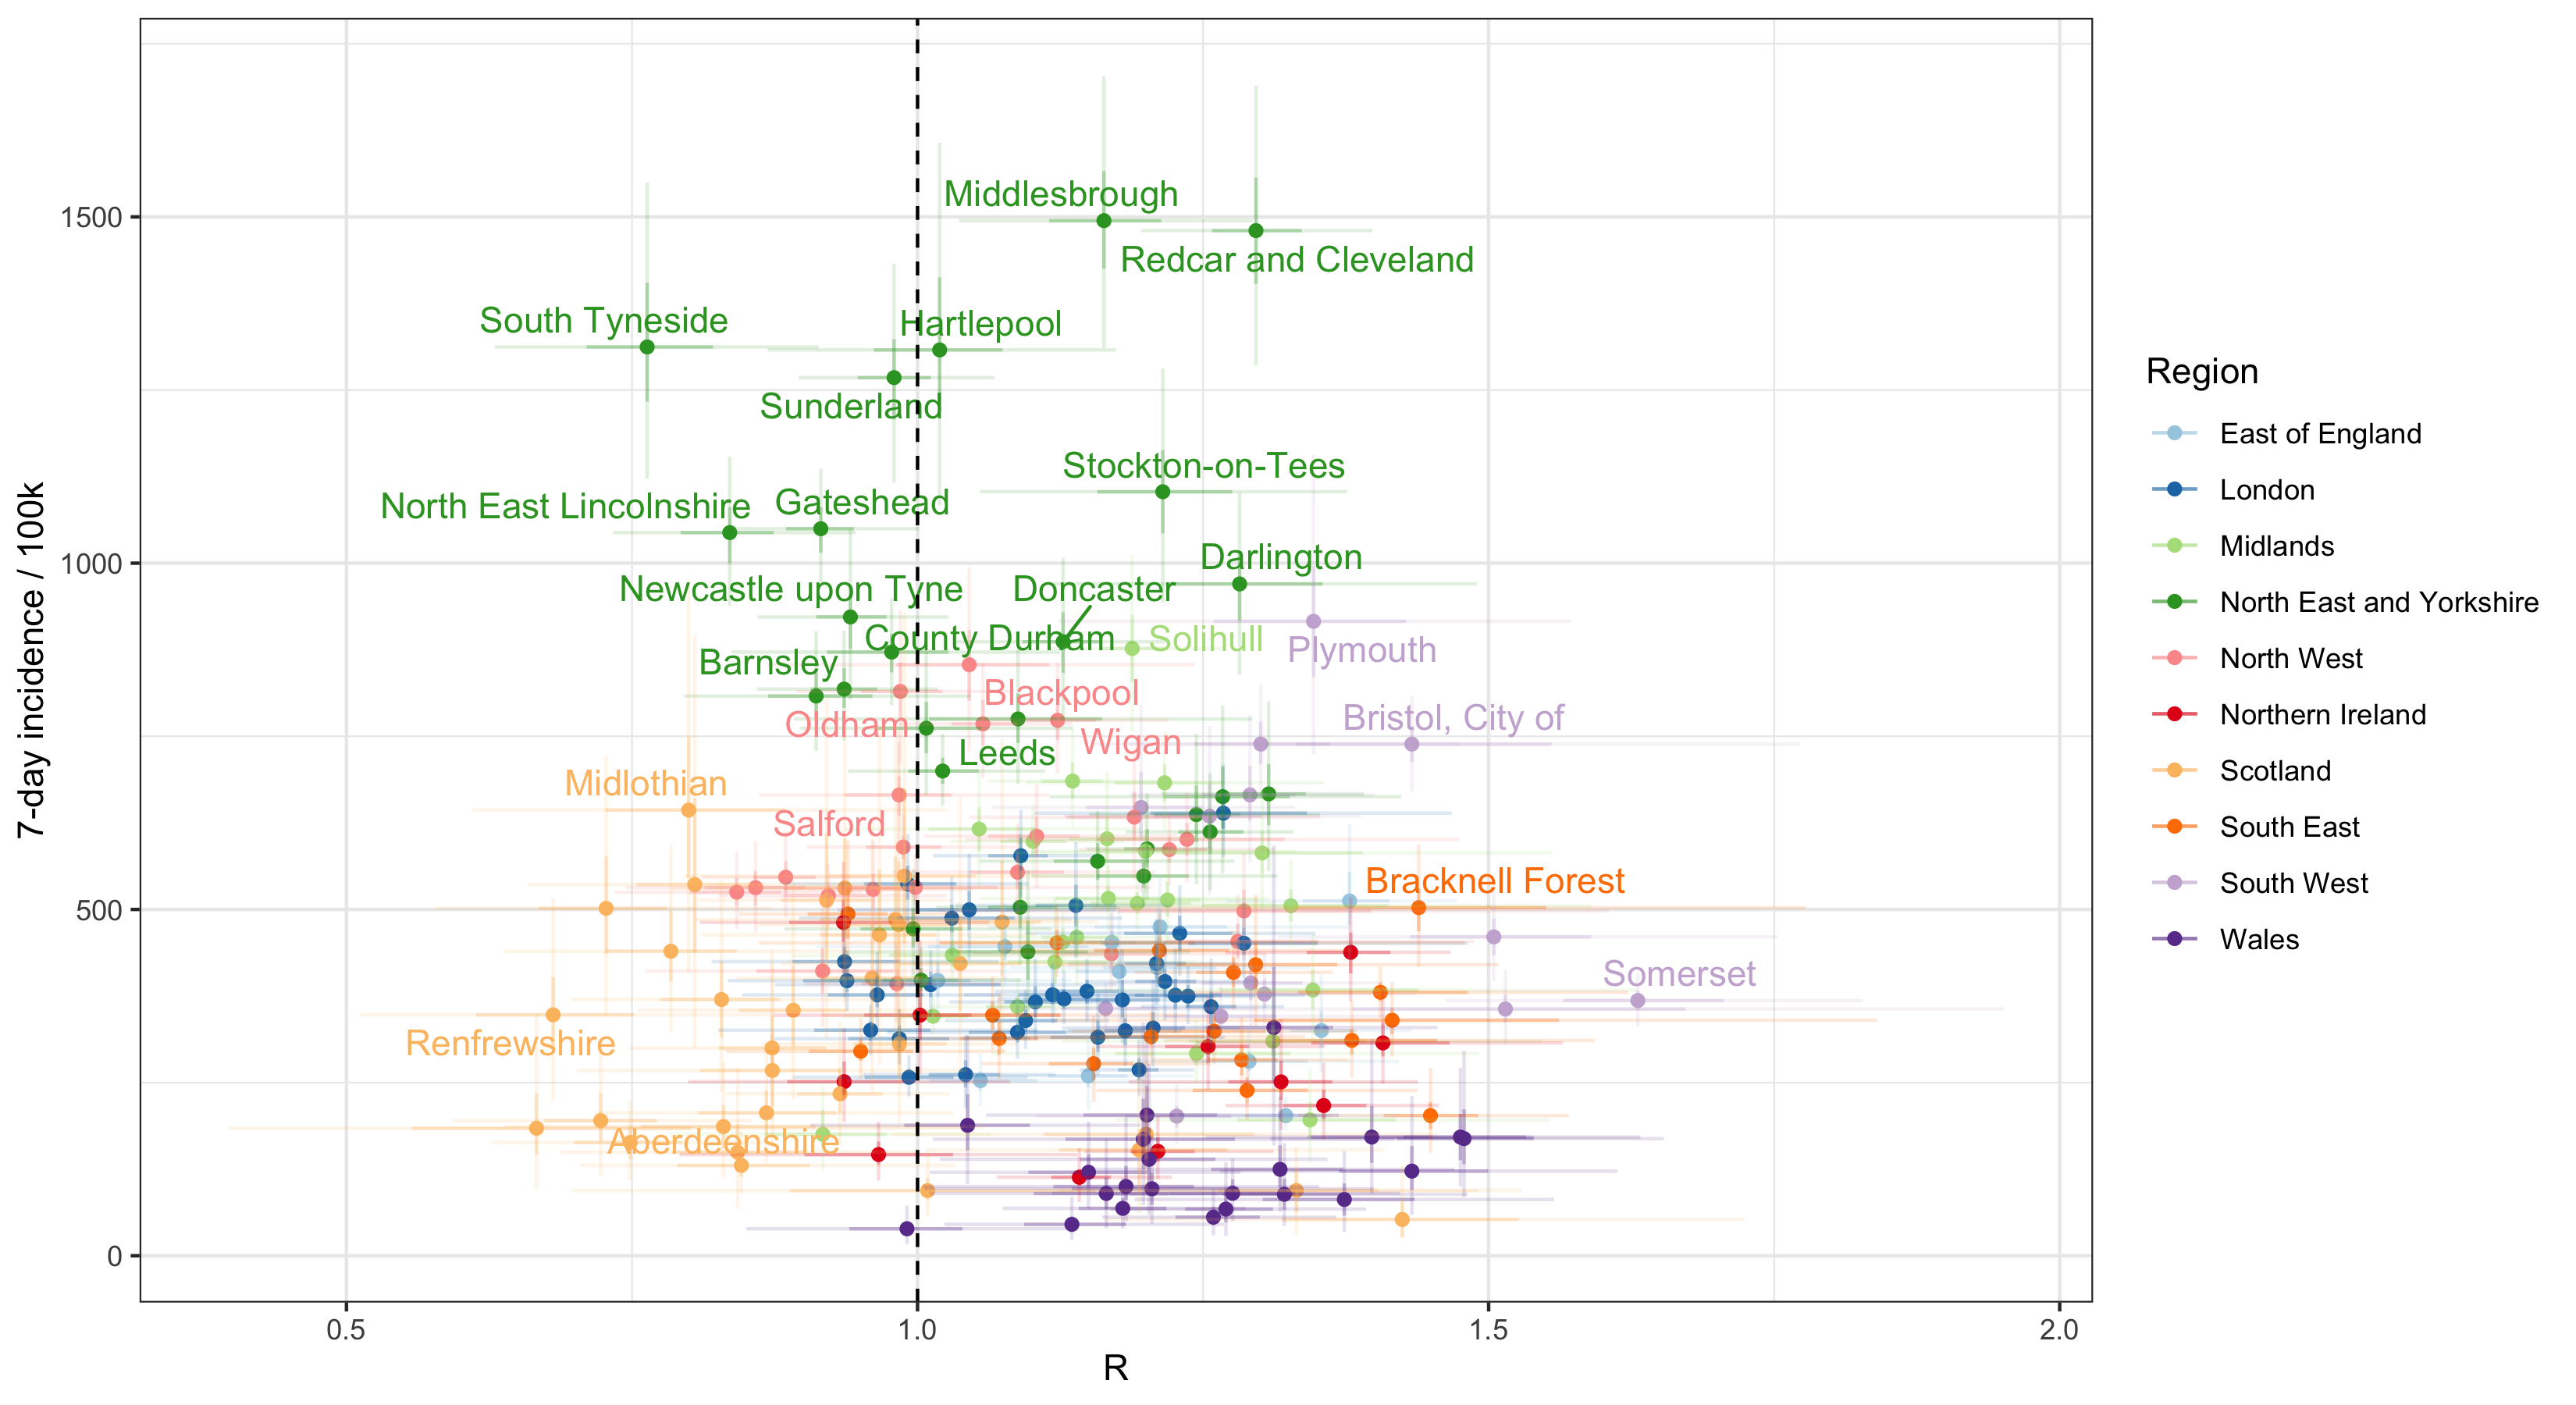 Middlesbrough
1500
Redcar and Cleveland
South Tyneside
Hartlepool
Sunderland
Stockton-on-Tees
North East Lincolnshire
Gateshead
1000
Darlington
Newcastle upon Tyne
Doncaster
County Durham
Solihull
Plymouth
Barnsley
Blackpool
Oldham
Bristol, City of
Wigan
Leeds
Midlothian
Salford
500
Bracknell Forest
Somerset
Renfrewshire
Aberdeenshire
0
7-day incidence / 100k
0.5
1.0
1.5
2.0
R
Region
East of England
London
Midlands
North East and Yorkshire
North West
Northern Ireland
Scotland
South East
South West
Wales